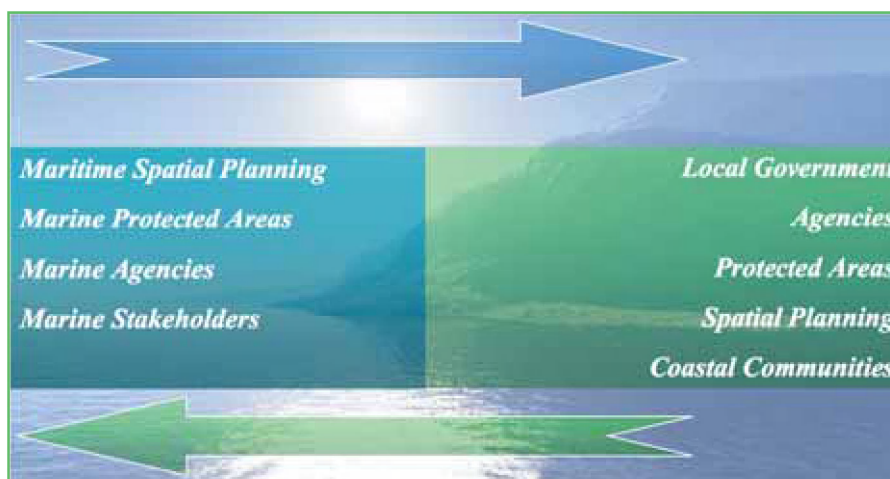 Maritime Spatial Planning
Marine Protected Areas
Marine Agencies
Marine Stakeholders
Local Government
Agencies
Protected Areas
Spatial Planning
Coastal Communities